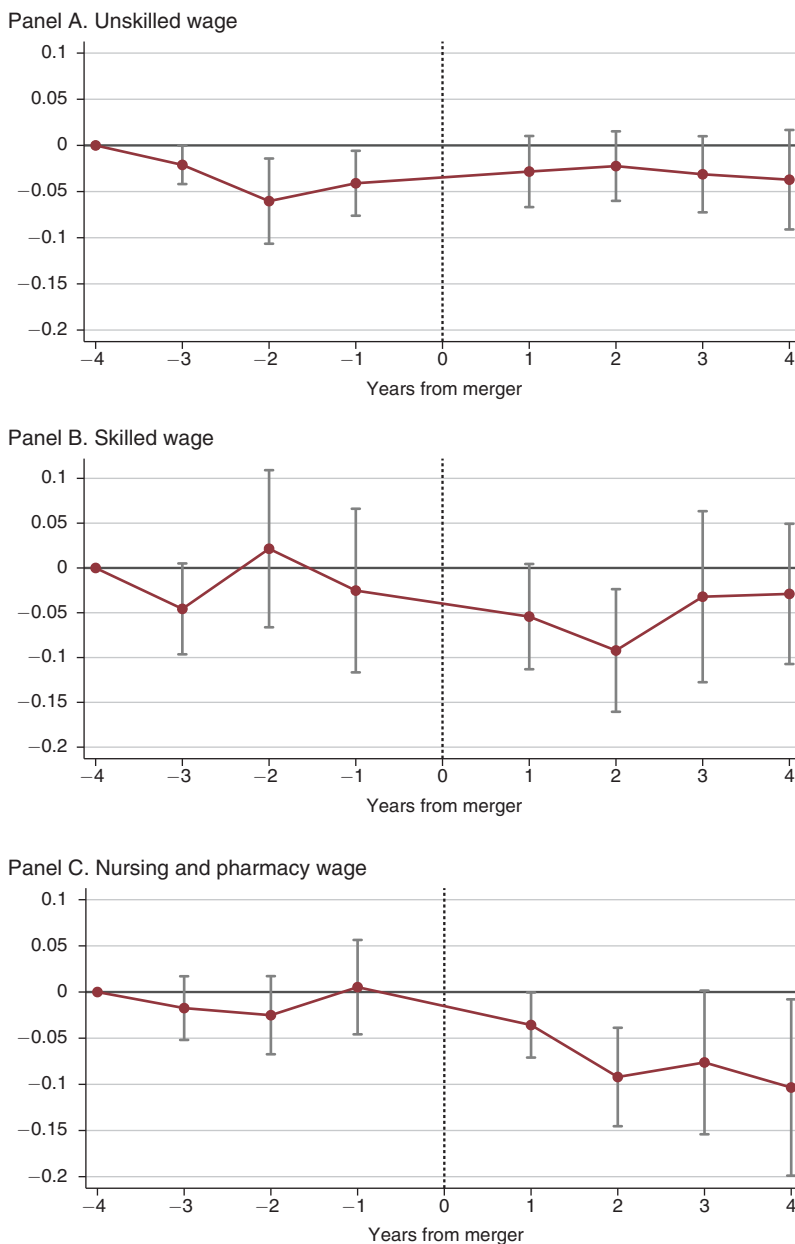 Panel A. Unskilled wage
0.1
0.05
0
−0.05
−0.1
−0.15
−0.2
−4 −3 −2 −1 0 1 2 3 4
Years from merger
Panel B. Skilled wage
0.1
0.05
0
−0.05
−0.1
−0.15
−0.2
−4 −3 −2 −1 0 1 2 3 4
Years from merger
Panel C. Nursing and pharmacy wage
0.1
0.05
0
−0.05
−0.1
−0.15
−0.2
−4 −3 −2 −1 0 1 2 3 4
Years from merger